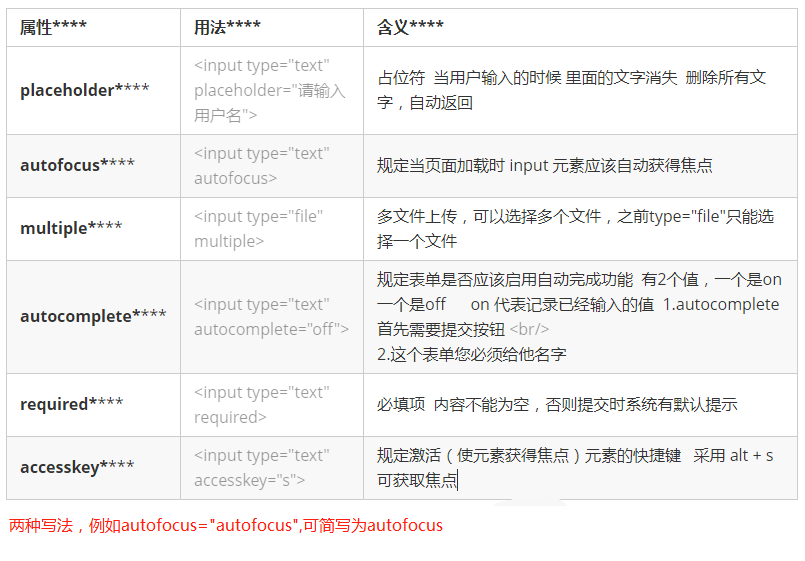 属性****
用法****
含义****
placeholder*****
<input type="text"
placeholder="请输入
用户名">
占位符 当用户输入的时候 里面的文字消失 删除所有文
字，自动返回
autofocus*****
<input type="text"
autofocus>
规定当页面加载时 input 元素应该自动获得焦点
multiple*****
<input type="file"
multiple>
多文件上传，可以选择多个文件，之前type="file"只能选
择一个文件
autocomplete*****
<input type="text"
autocomplete="off">
规定表单是否应该启用自动完成功能 有2个值，一个是on
一个是off on 代表记录已经输入的值 1.autocomplete
首先需要提交按钮 <br/>
2.这个表单您必须给他名字
required*****
<input type="text"
required>
必填项 内容不能为空，否则提交时系统有默认提示
accesskey*****
<input type="text"
accesskey="s">
规定激活（使元素获得焦点）元素的快捷键 采用 alt + s
可获取焦点
两种写法，例如autofocus="autofocus",可简写为autofocus